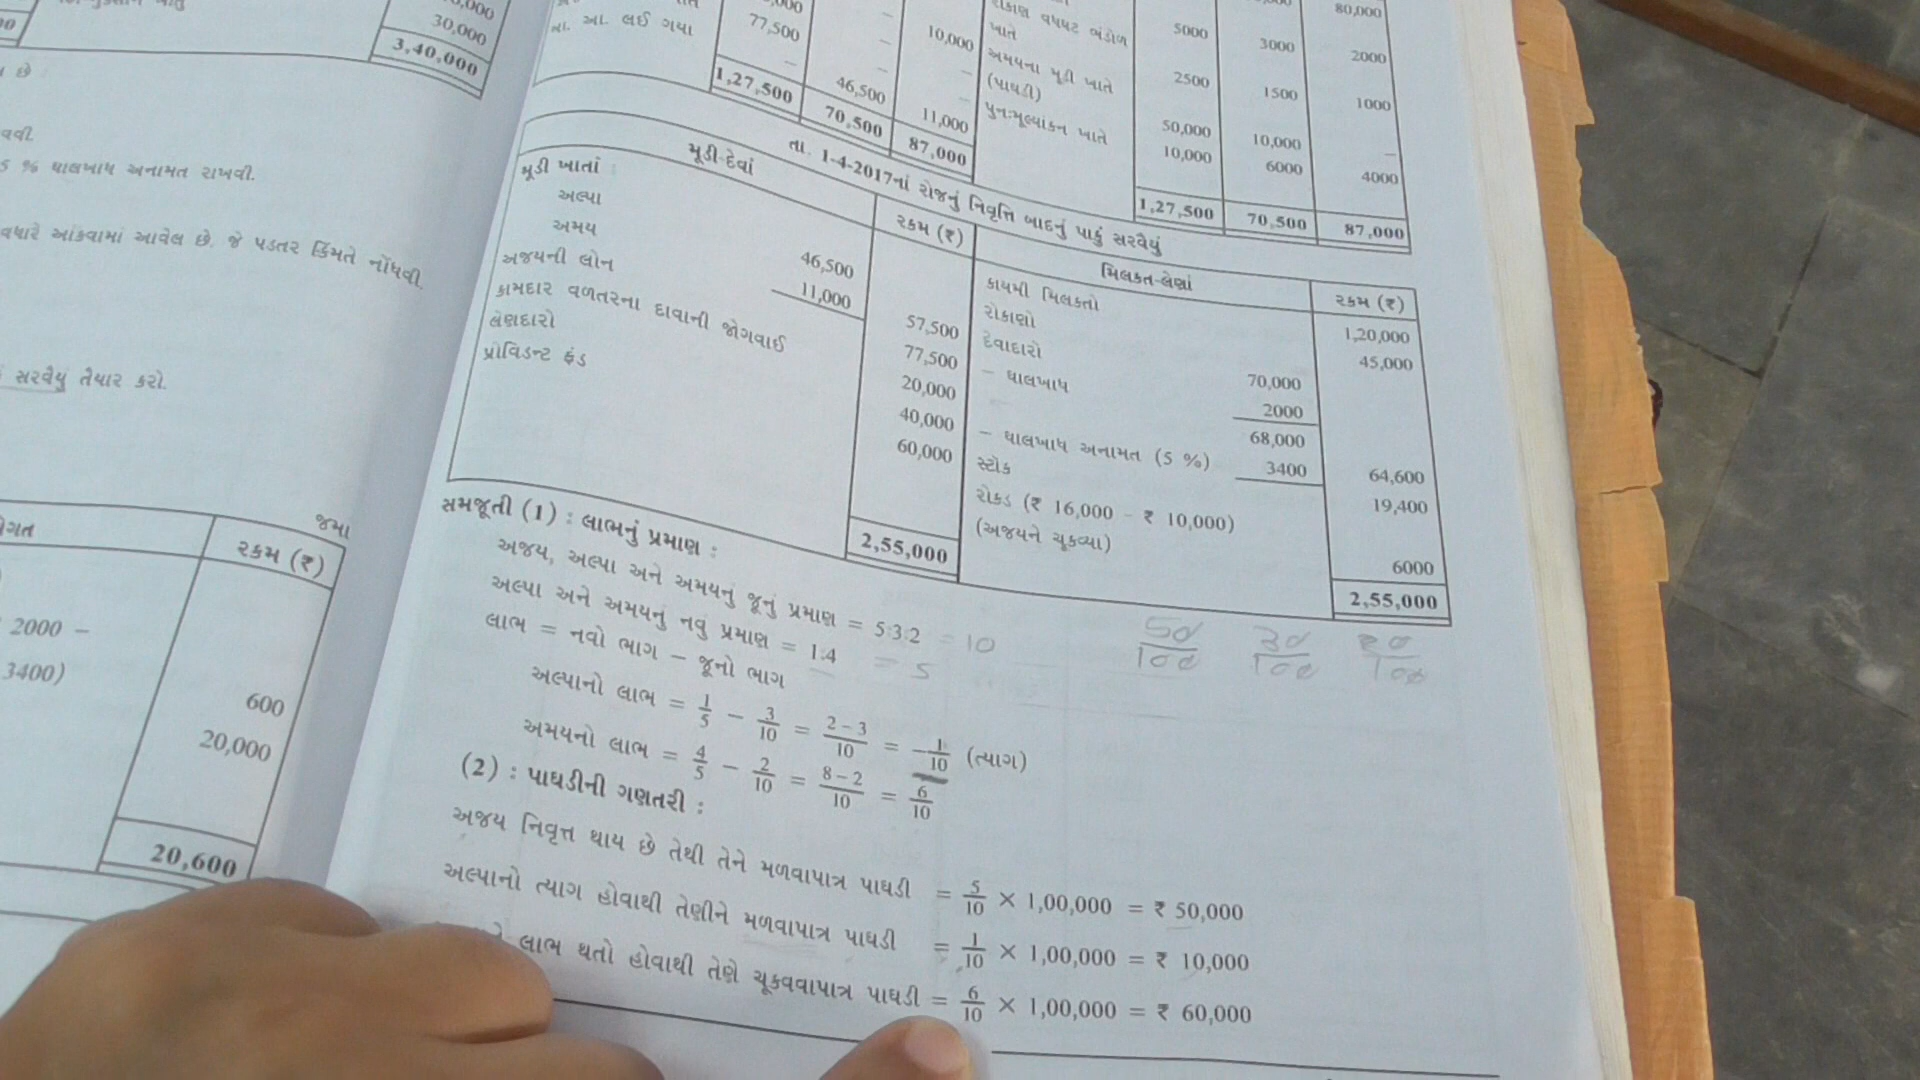 30,000
3,40,000
છે
વવી.
5 % ઘાલખાધ અનામત રાખવી.
વધારે આંકવામાં આવેલ છે. જે પડતર કિંમતે નોંધવી.
સરવૈયું તૈયાર કરો.
જમા
રકમ (₹)
2000 –
3400)
600
20,000
20,600
લઈ ગયા
77,500
–
1,27,500
–
–
–
46,500
70,500
10,000
–
11,000
87,000
રોકાણ વધઘટ ભંડોળ ખાતે
અમયના મૂડી ખાતે
(પાઘડી)
પુનઃમૂલ્યાંકન ખાતે
80,000
5000 3000 2000
2500 1500 1000
50,000 10,000 –
10,000 6000 4000
1,27,500 70,500 87,000
તા. 1-4-2017નાં રોજનું નિવૃત્તિ બાદનું પાકું સરવૈયું
મૂડી-દેવાં રકમ (₹) મિલકત-લેણાં રકમ (₹)
મૂડી ખાતાં :
અલ્પા 46,500
અમય 11,000 57,500
અજયની લોન 77,500
કામદાર વળતરના દાવાની જોગવાઈ 20,000
લેણદારો 40,000
પ્રોવિડન્ટ ફંડ 60,000
2,55,000
કાયમી મિલકતો 1,20,000
રોકાણો 45,000
દેવાદારો 70,000
– ઘાલખાધ 2000
68,000
– ઘાલખાધ અનામત (5 %) 3400 64,600
સ્ટૉક 19,400
રોકડ (₹ 16,000 – ₹ 10,000)
(અજયને ચૂકવ્યા) 6000
2,55,000
સમજૂતી (1) : લાભનું પ્રમાણ :
અજય, અલ્પા અને અમયનું જૂનું પ્રમાણ = 5:3:2 = 10
50/100 30/100 20/100
અલ્પા અને અમયનું નવું પ્રમાણ = 1:4 = 5
લાભ = નવો ભાગ – જૂનો ભાગ
અલ્પાનો લાભ = 1/5 – 3/10 = 2–3/10 = –1/10 (ત્યાગ)
અમયનો લાભ = 4/5 – 2/10 = 8–2/10 = 6/10
(2) : પાઘડીની ગણતરી :
અજય નિવૃત્ત થાય છે તેથી તેને મળવાપાત્ર પાઘડી = 5/10 × 1,00,000 = ₹ 50,000
અલ્પાનો ત્યાગ હોવાથી તેણીને મળવાપાત્ર પાઘડી = 1/10 × 1,00,000 = ₹ 10,000
લાભ થતો હોવાથી તેણે ચૂકવવાપાત્ર પાઘડી = 6/10 × 1,00,000 = ₹ 60,000